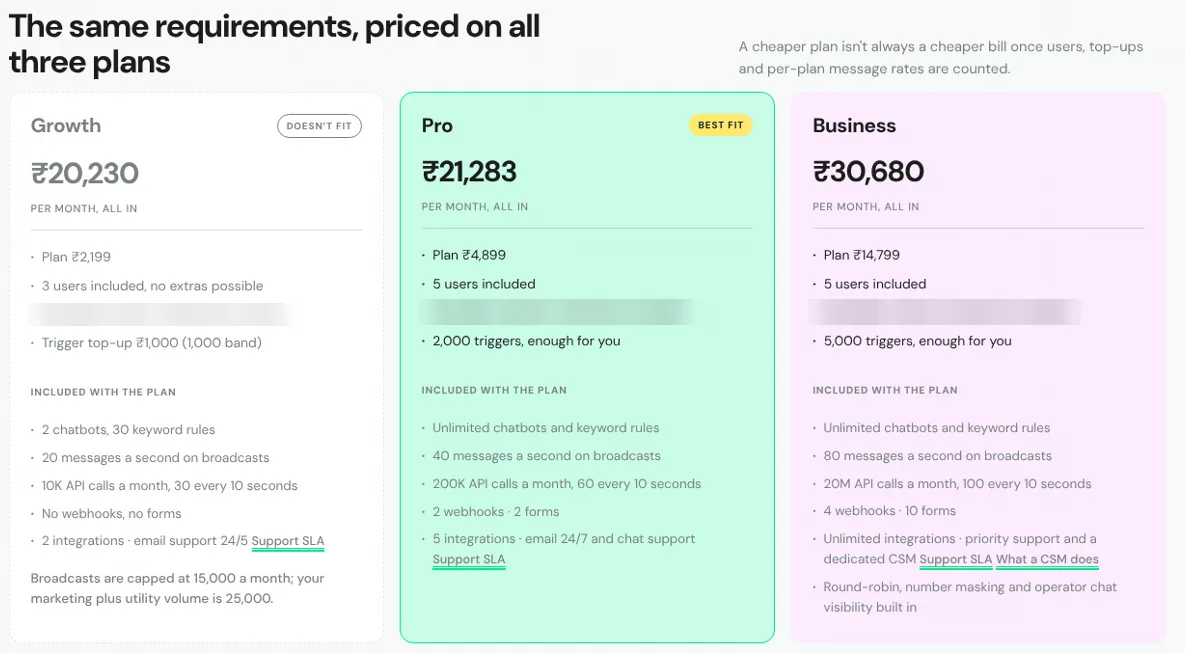 The same requirements, priced on all
three plans
A cheaper plan isn't always a cheaper bill once users, top-ups
and per-plan message rates are counted.
Growth
DOESN'T FIT
₹20,230
PER MONTH, ALL IN
· Plan ₹2,199
· 3 users included, no extras possible
· Trigger top-up ₹1,000 (1,000 band)
INCLUDED WITH THE PLAN
· 2 chatbots, 30 keyword rules
· 20 messages a second on broadcasts
· 10K API calls a month, 30 every 10 seconds
· No webhooks, no forms
· 2 integrations · email support 24/5 Support SLA
Broadcasts are capped at 15,000 a month; your
marketing plus utility volume is 25,000.
Pro
BEST FIT
₹21,283
PER MONTH, ALL IN
· Plan ₹4,899
· 5 users included
· 2,000 triggers, enough for you
INCLUDED WITH THE PLAN
· Unlimited chatbots and keyword rules
· 40 messages a second on broadcasts
· 200K API calls a month, 60 every 10 seconds
· 2 webhooks · 2 forms
· 5 integrations · email 24/7 and chat support
Support SLA
Business
₹30,680
PER MONTH, ALL IN
· Plan ₹14,799
· 5 users included
· 5,000 triggers, enough for you
INCLUDED WITH THE PLAN
· Unlimited chatbots and keyword rules
· 80 messages a second on broadcasts
· 20M API calls a month, 100 every 10 seconds
· 4 webhooks · 10 forms
· Unlimited integrations · priority support and a
dedicated CSM Support SLA What a CSM does
· Round-robin, number masking and operator chat
visibility built in